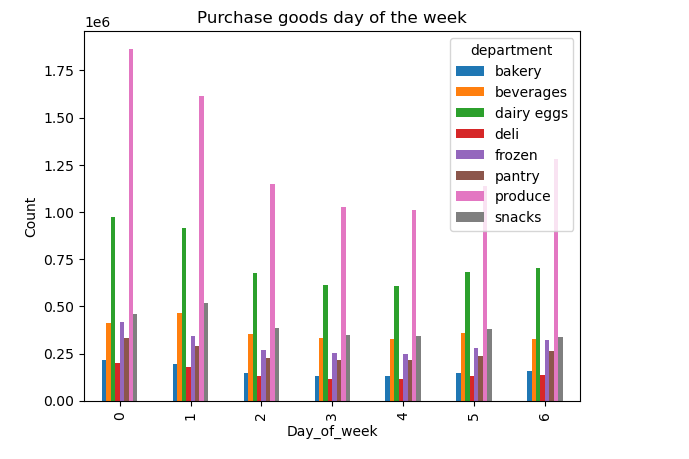 Purchase goods day of the week
1e6
department
bakery
beverages
dairy eggs
deli
frozen
pantry
produce
snacks
Count
1.75
1.50
1.25
1.00
0.75
0.50
0.25
0.00
0 1 2 3 4 5 6
Day_of_week